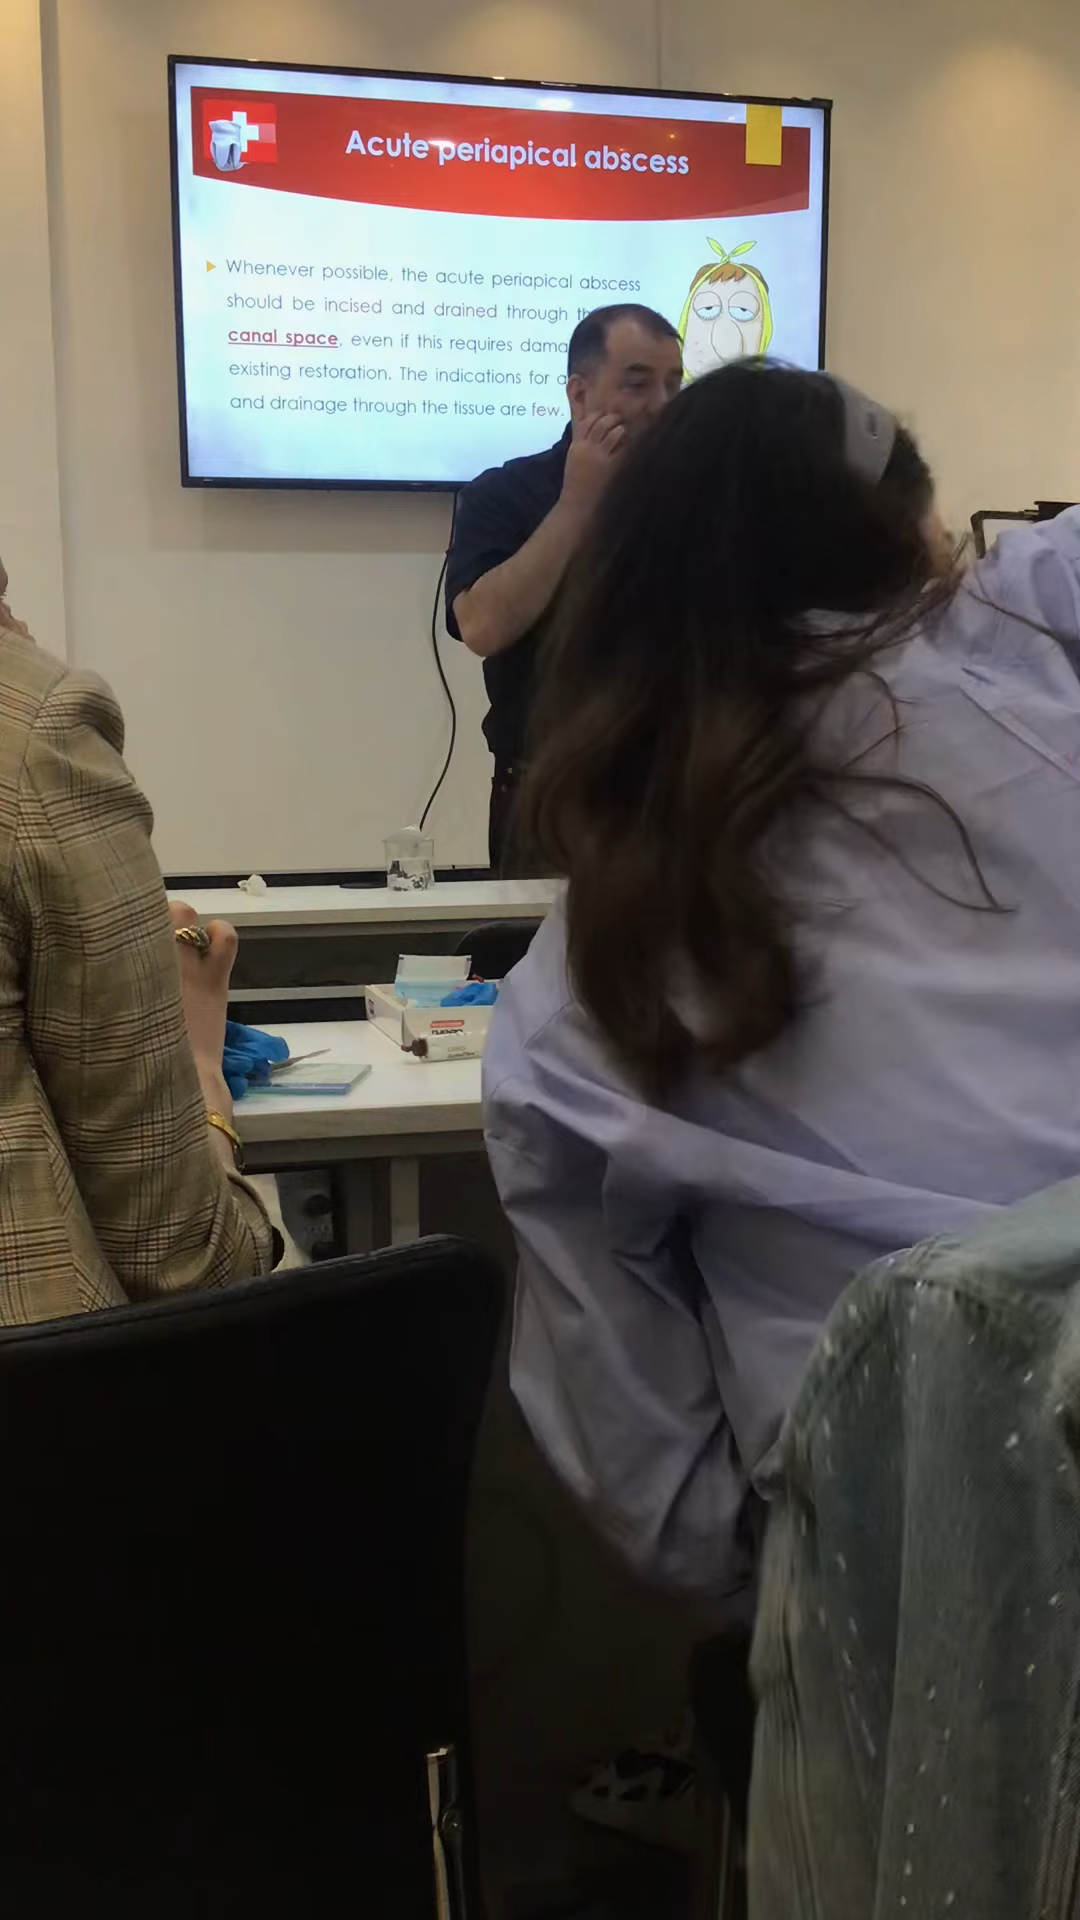 Acute periapical abscess
Whenever possible, the acute periapical abscess
should be incised and drained through
canal space, even if this requires
existing restoration. The indications for
and drainage through the tissue are few.